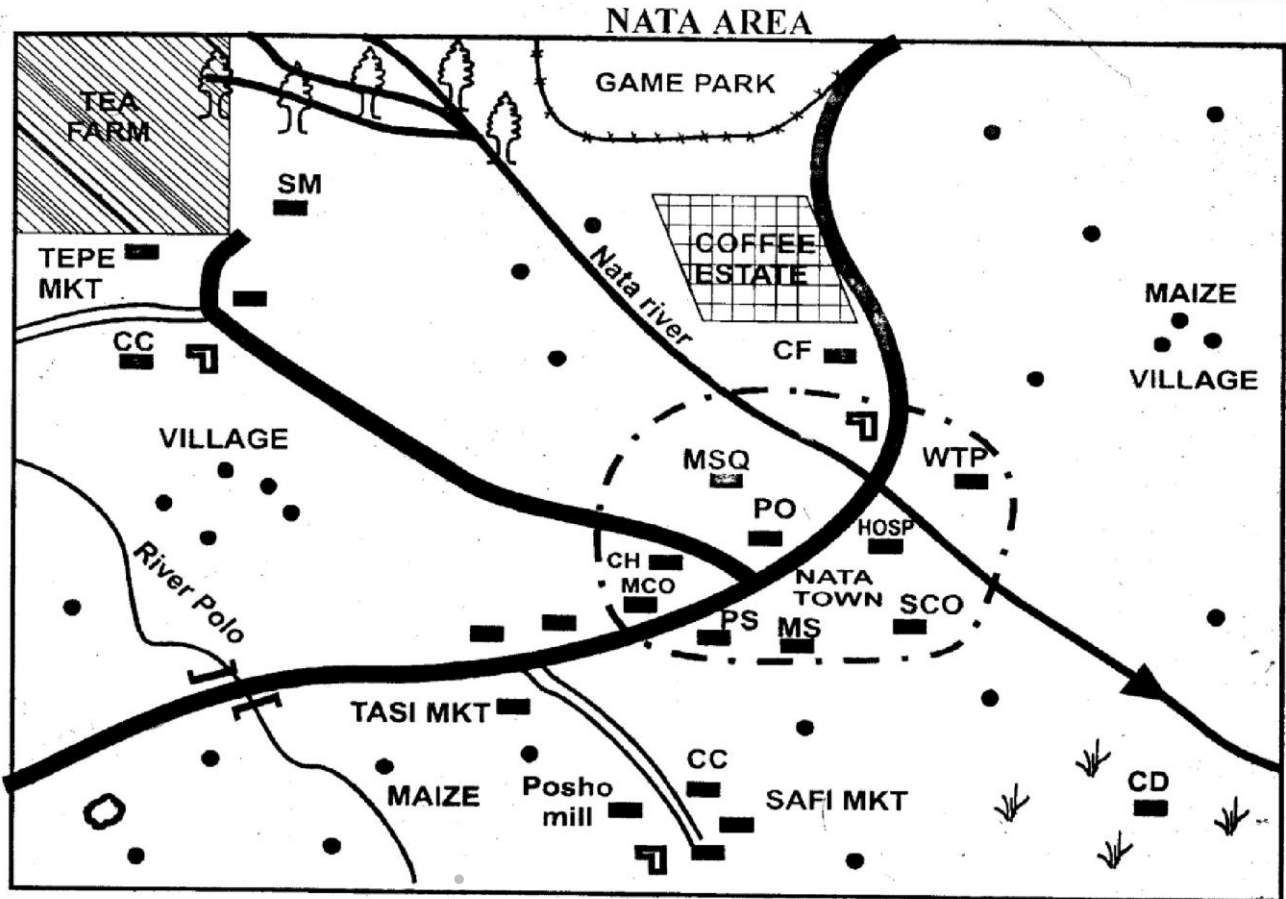 NATA AREA
GAME PARK
TEA
FARM
SM
TEPE
MKT
COFFEE
ESTATE
Nata river
MAIZE
VILLAGE
CC
CF
VILLAGE
MSQ
WTP
PO
HOSP
CH
NATA
TOWN
MCO
SCO
PS
MS
River Polo
TASI MKT
CC
MAIZE
Posho
mill
SAFI MKT
CD